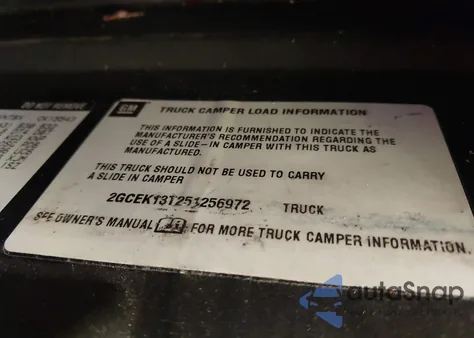 DO NOT REMOVE
GM
TRUCK CAMPER LOAD INFORMATION
THIS INFORMATION IS FURNISHED TO INDICATE THE
MANUFACTURER'S RECOMMENDATION REGARDING THE
USE OF A SLIDE-IN CAMPER WITH THIS TRUCK AS
MANUFACTURED.
THIS TRUCK SHOULD NOT BE USED TO CARRY
A SLIDE IN CAMPER
2GCEK13T251256972 TRUCK
SEE OWNER'S MANUAL FOR MORE TRUCK CAMPER INFORMATION.
autoSnap